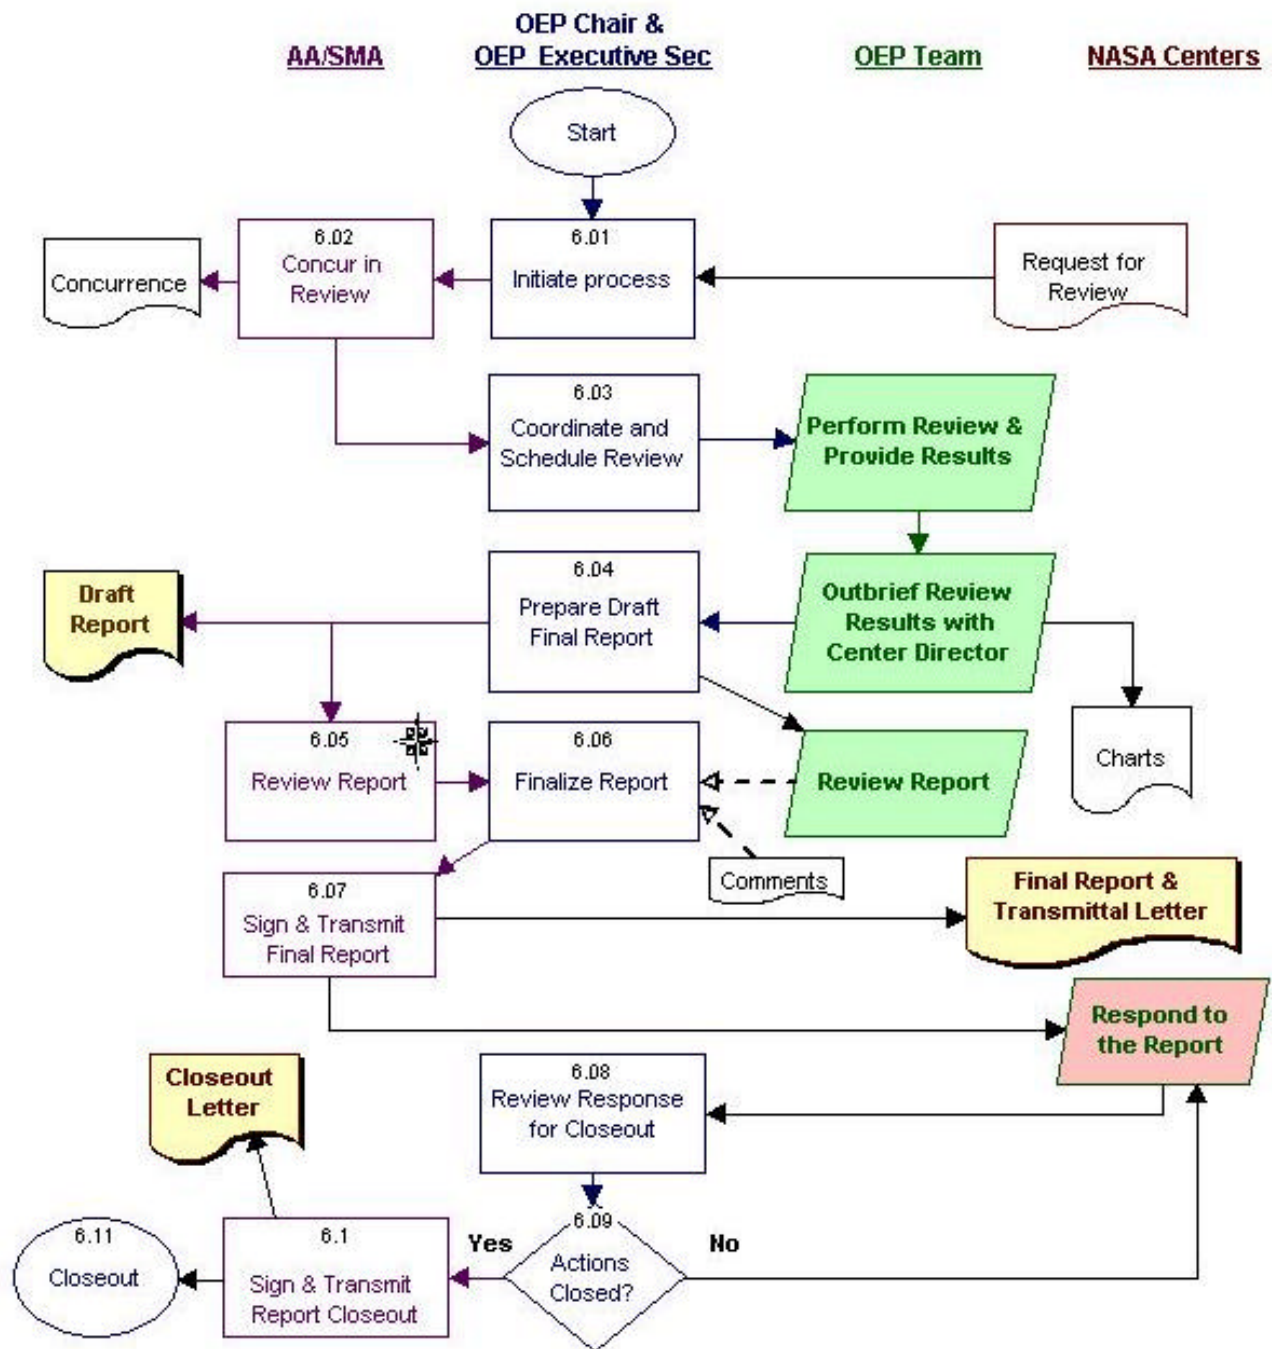 OEP Chair &
AA/SMA
OEP Executive Sec
OEP Team
NASA Centers
Start
6.02
Concur in
Review
Concurrence
6.01
Initiate process
Request for
Review
6.03
Coordinate and
Schedule Review
Perform Review &
Provide Results
Draft
Report
6.04
Prepare Draft
Final Report
Outbrief Review
Results with
Center Director
6.05
Review Report
6.06
Finalize Report
Review Report
Charts
Comments
6.07
Sign & Transmit
Final Report
Final Report &
Transmittal Letter
Respond to
the Report
Closeout
Letter
6.08
Review Response
for Closeout
6.11
Closeout
6.1
Sign & Transmit
Report Closeout
Yes
6.09
Actions
Closed?
No